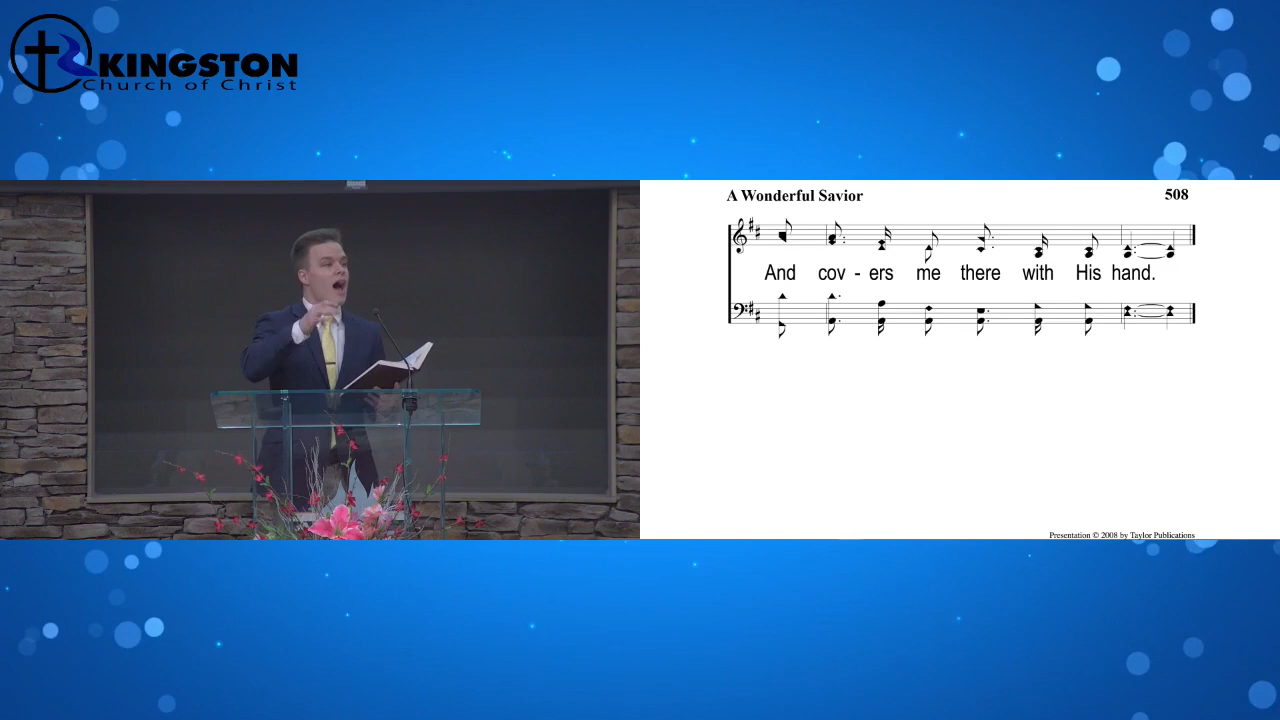 KINGSTON
Church of Christ
A Wonderful Savior 508
And cov - ers me there with His hand.
Presentation © 2008 by Taylor Publications